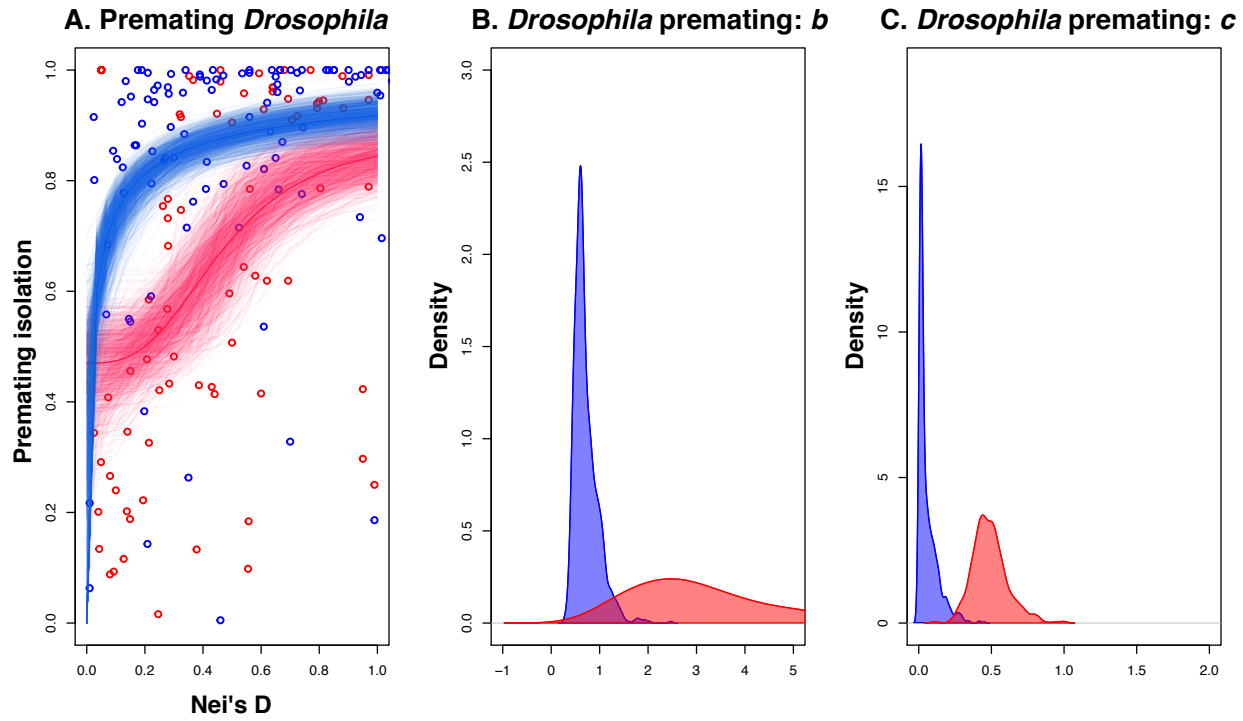 A. Premating Drosophila
Premating isolation
1.0
0.8
0.6
0.4
0.2
0.0
0.0 0.2 0.4 0.6 0.8 1.0
Nei's D
B. Drosophila premating: b
Density
3.0
2.5
2.0
1.5
1.0
0.5
0.0
−1 0 1 2 3 4 5
C. Drosophila premating: c
Density
15
10
5
0
0.0 0.5 1.0 1.5 2.0